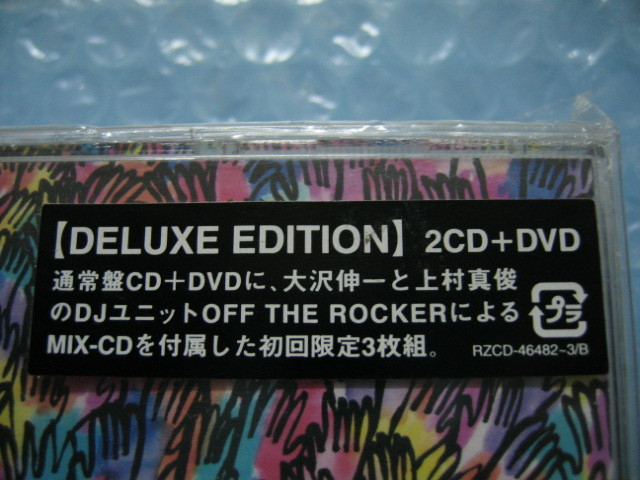 【DELUXE EDITION】 2CD+DVD
通常盤CD+DVDに、大沢伸一と上村真俊
のDJユニットOFF THE ROCKERによる
MIX-CDを付属した初回限定3枚組。
プラ
RZCD-46482~3/B